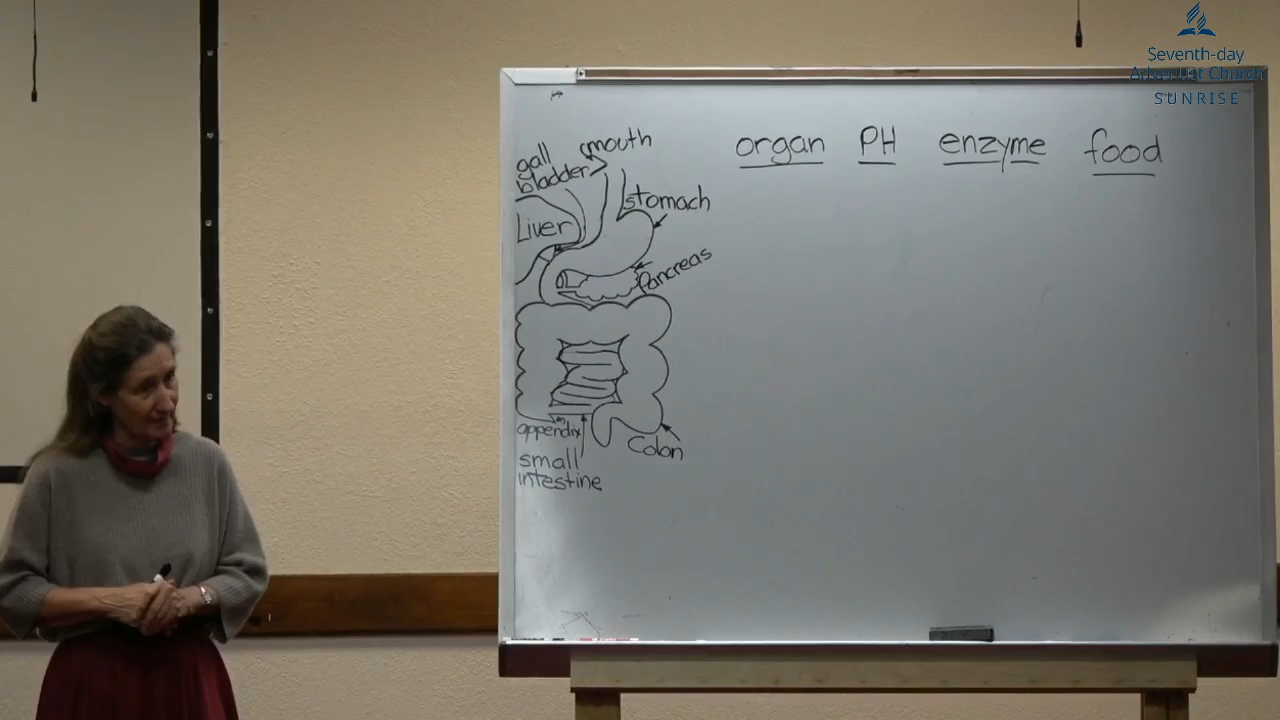 Seventh-day
Adventist Church
SUNRISE
organ PH enzyme food
mouth
gall
bladder
stomach
Liver
Pancreas
appendix
Colon
small
intestine